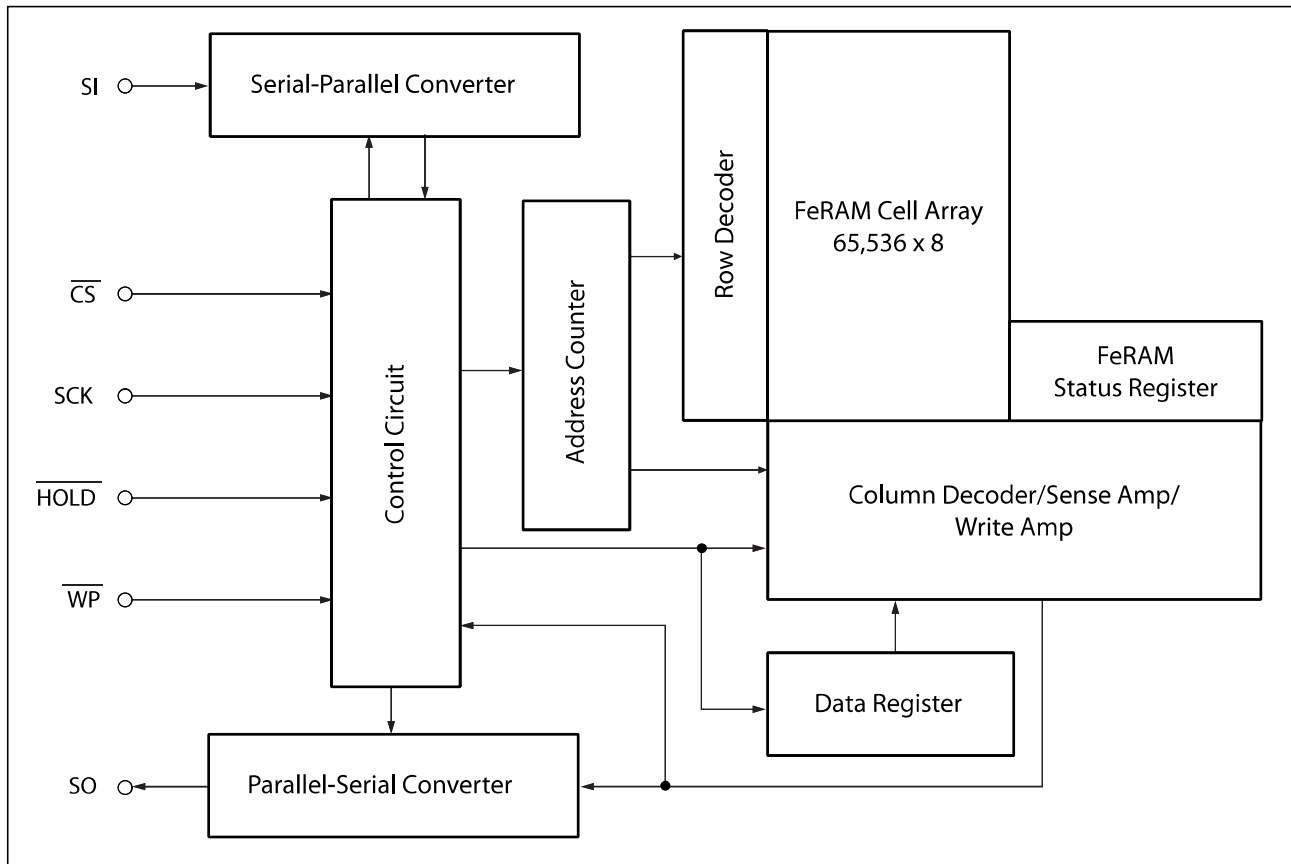 SI
Serial-Parallel Converter
CS
SCK
HOLD
WP
SO
Control Circuit
Address Counter
Row Decoder
FeRAM Cell Array
65,536 x 8
FeRAM
Status Register
Column Decoder/Sense Amp/
Write Amp
Data Register
Parallel-Serial Converter